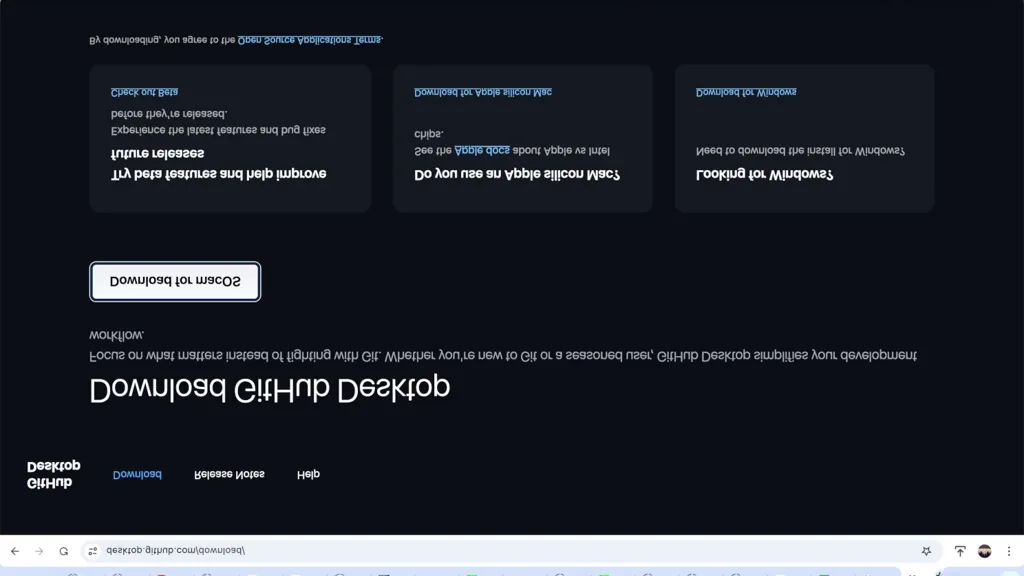 desktop.github.com/download/
GitHub
Desktop
Download
Release Notes
Help
Download GitHub Desktop
Focus on what matters instead of fighting with Git. Whether you're new to Git or a seasoned user, GitHub Desktop simplifies your development
workflow.
Download for macOS
Try beta features and help improve
future releases
Experience the latest features and bug fixes
before they're released.
Check out Beta
Do you use an Apple silicon Mac?
See the Apple docs about Apple vs Intel
chips.
Download for Apple silicon Mac
Looking for Windows?
Need to download the install for Windows?
Download for Windows
By downloading, you agree to the Open Source Applications Terms.